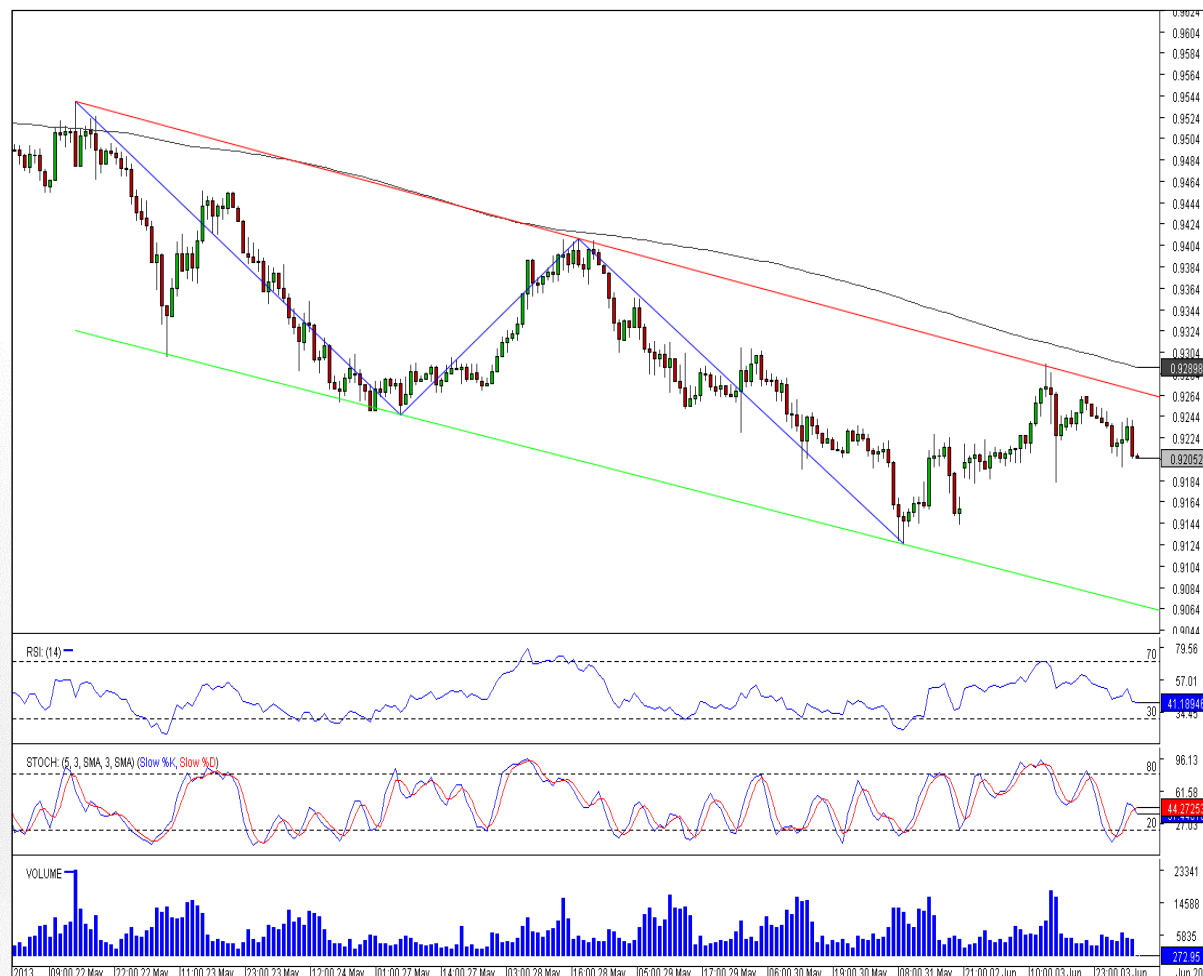 0.9624
0.9604
0.9584
0.9564
0.9544
0.9524
0.9504
0.9484
0.9464
0.9444
0.9424
0.9404
0.9384
0.9364
0.9344
0.9324
0.9304
0.92898
0.9264
0.9244
0.9224
0.92052
0.9184
0.9164
0.9144
0.9124
0.9104
0.9084
0.9064
0.9044
RSI: (14)
70
30
79.56
57.01
41.18946
34.45
STOCH: (5, 3, SMA, 3, SMA) (Slow %K, Slow %D)
80
20
96.13
61.58
44.27253
27.03
VOLUME
23341
14588
5835
272.95
2013
09:00 22 May
22:00 22 May
11:00 23 May
23:00 23 May
12:00 24 May
01:00 27 May
14:00 27 May
03:00 28 May
16:00 28 May
05:00 29 May
17:00 29 May
06:00 30 May
19:00 30 May
08:00 31 May
21:00 02 Jun
10:00 03 Jun
23:00 03 Jun
Jun